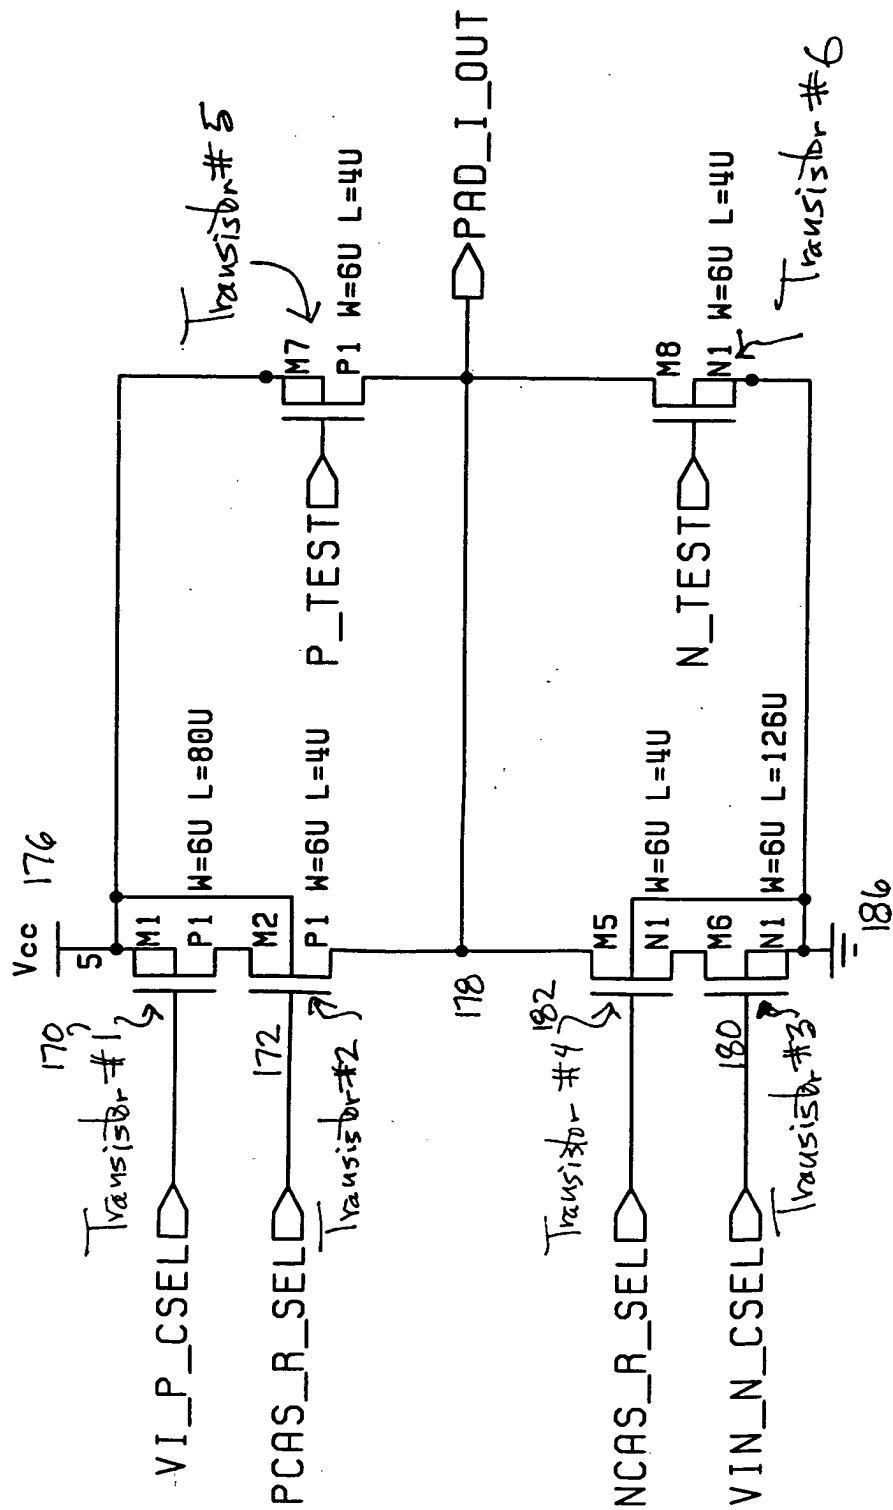 Vcc 176
5
170
Transistor #1
M1
P1 W=6U L=80U
VI_P_CSEL
172
M2
P1 W=6U L=4U
PCAS_R_SEL
Transistor #2
Transistor #5
M7
P1 W=6U L=4U
P_TEST
178
PAD_I_OUT
182
Transistor #4
M5
N1 W=6U L=4U
NCAS_R_SEL
180
M6
N1 W=6U L=126U
VIN_N_CSEL
Transistor #3
186
M8
N1 W=6U L=4U
N_TEST
Transistor #6